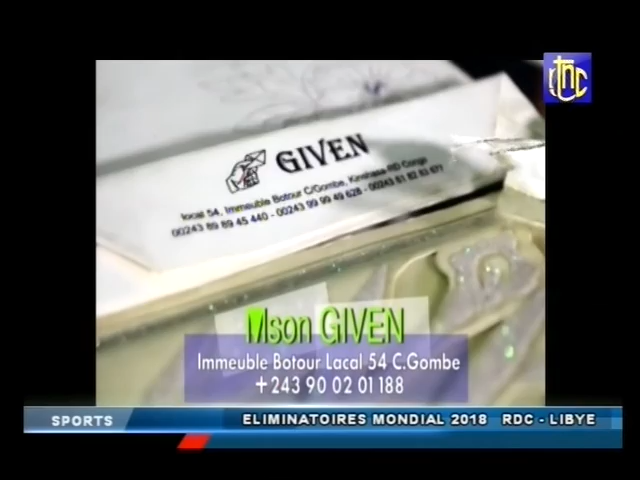 GIVEN
local 54, Immeuble Botour C/Gombe, Kinshasa-RD Congo
00243 89 89 45 440 - 00243 99 99 49 628 - 00243 81 82 83 677
Mson GIVEN
Immeuble Botour Lacal 54 C.Gombe
+243 90 02 01 188
SPORTS ELIMINATOIRES MONDIAL 2018 RDC - LIBYE